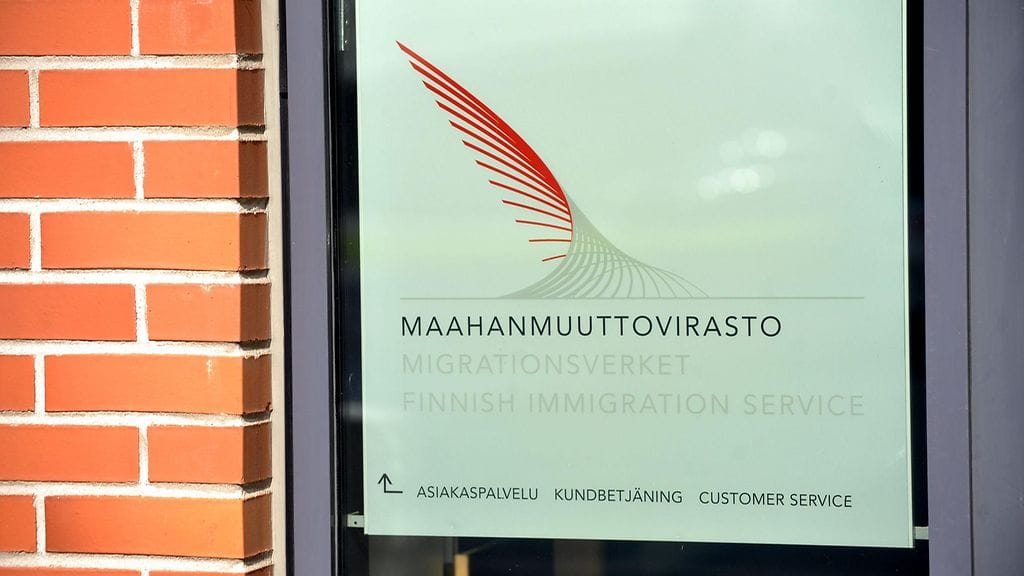 MAAHANMUUTTOVIRASTO
MIGRATIONSVERKET
FINNISH IMMIGRATION SERVICE
ASIAKASPALVELU KUNDBETJÄNING CUSTOMER SERVICE